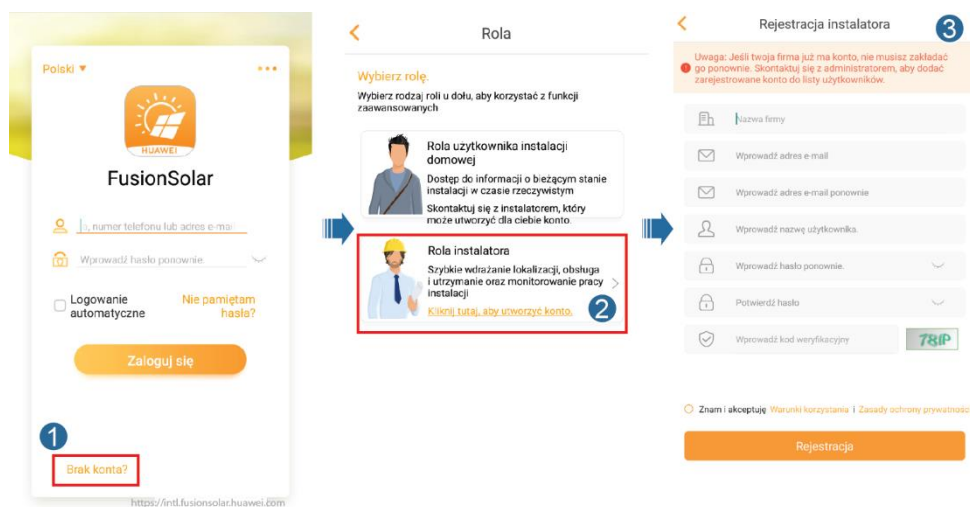 Polski
HUAWEI
FusionSolar
numer telefonu lub adres e-mai
Wprowadź hasło ponownie.
Logowanie
automatyczne
Nie pamiętam
hasła?
Zaloguj się
1
Brak konta?
https://intl.fusionsolar.huawei.com
Rola
Wybierz rolę.
Wybierz rodzaj roli u dołu, aby korzystać z funkcji
zaawansowanych
Rola użytkownika instalacji
domowej
Dostęp do informacji o bieżącym stanie
instalacji w czasie rzeczywistym
Skontaktuj się z instalatorem, który
może utworzyć dla ciebie konto.
Rola instalatora
Szybkie wdrażanie lokalizacji, obsługa
i utrzymanie oraz monitorowanie pracy
instalacji
Kliknij tutaj, aby utworzyć konto.
2
Rejestracja instalatora
3
Uwaga: Jeśli twoja firma już ma konto, nie musisz zakładać
go ponownie. Skontaktuj się z administratorem, aby dodać
zarejestrowane konto do listy użytkowników.
Nazwa firmy
Wprowadź adres e-mail
Wprowadź adres e-mail ponownie
Wprowadź nazwę użytkownika.
Wprowadź hasło ponownie.
Potwierdź hasło
Wprowadź kod weryfikacyjny
78IP
Znam i akceptuję Warunki korzystania i Zasady ochrony prywatnośc
Rejestracja